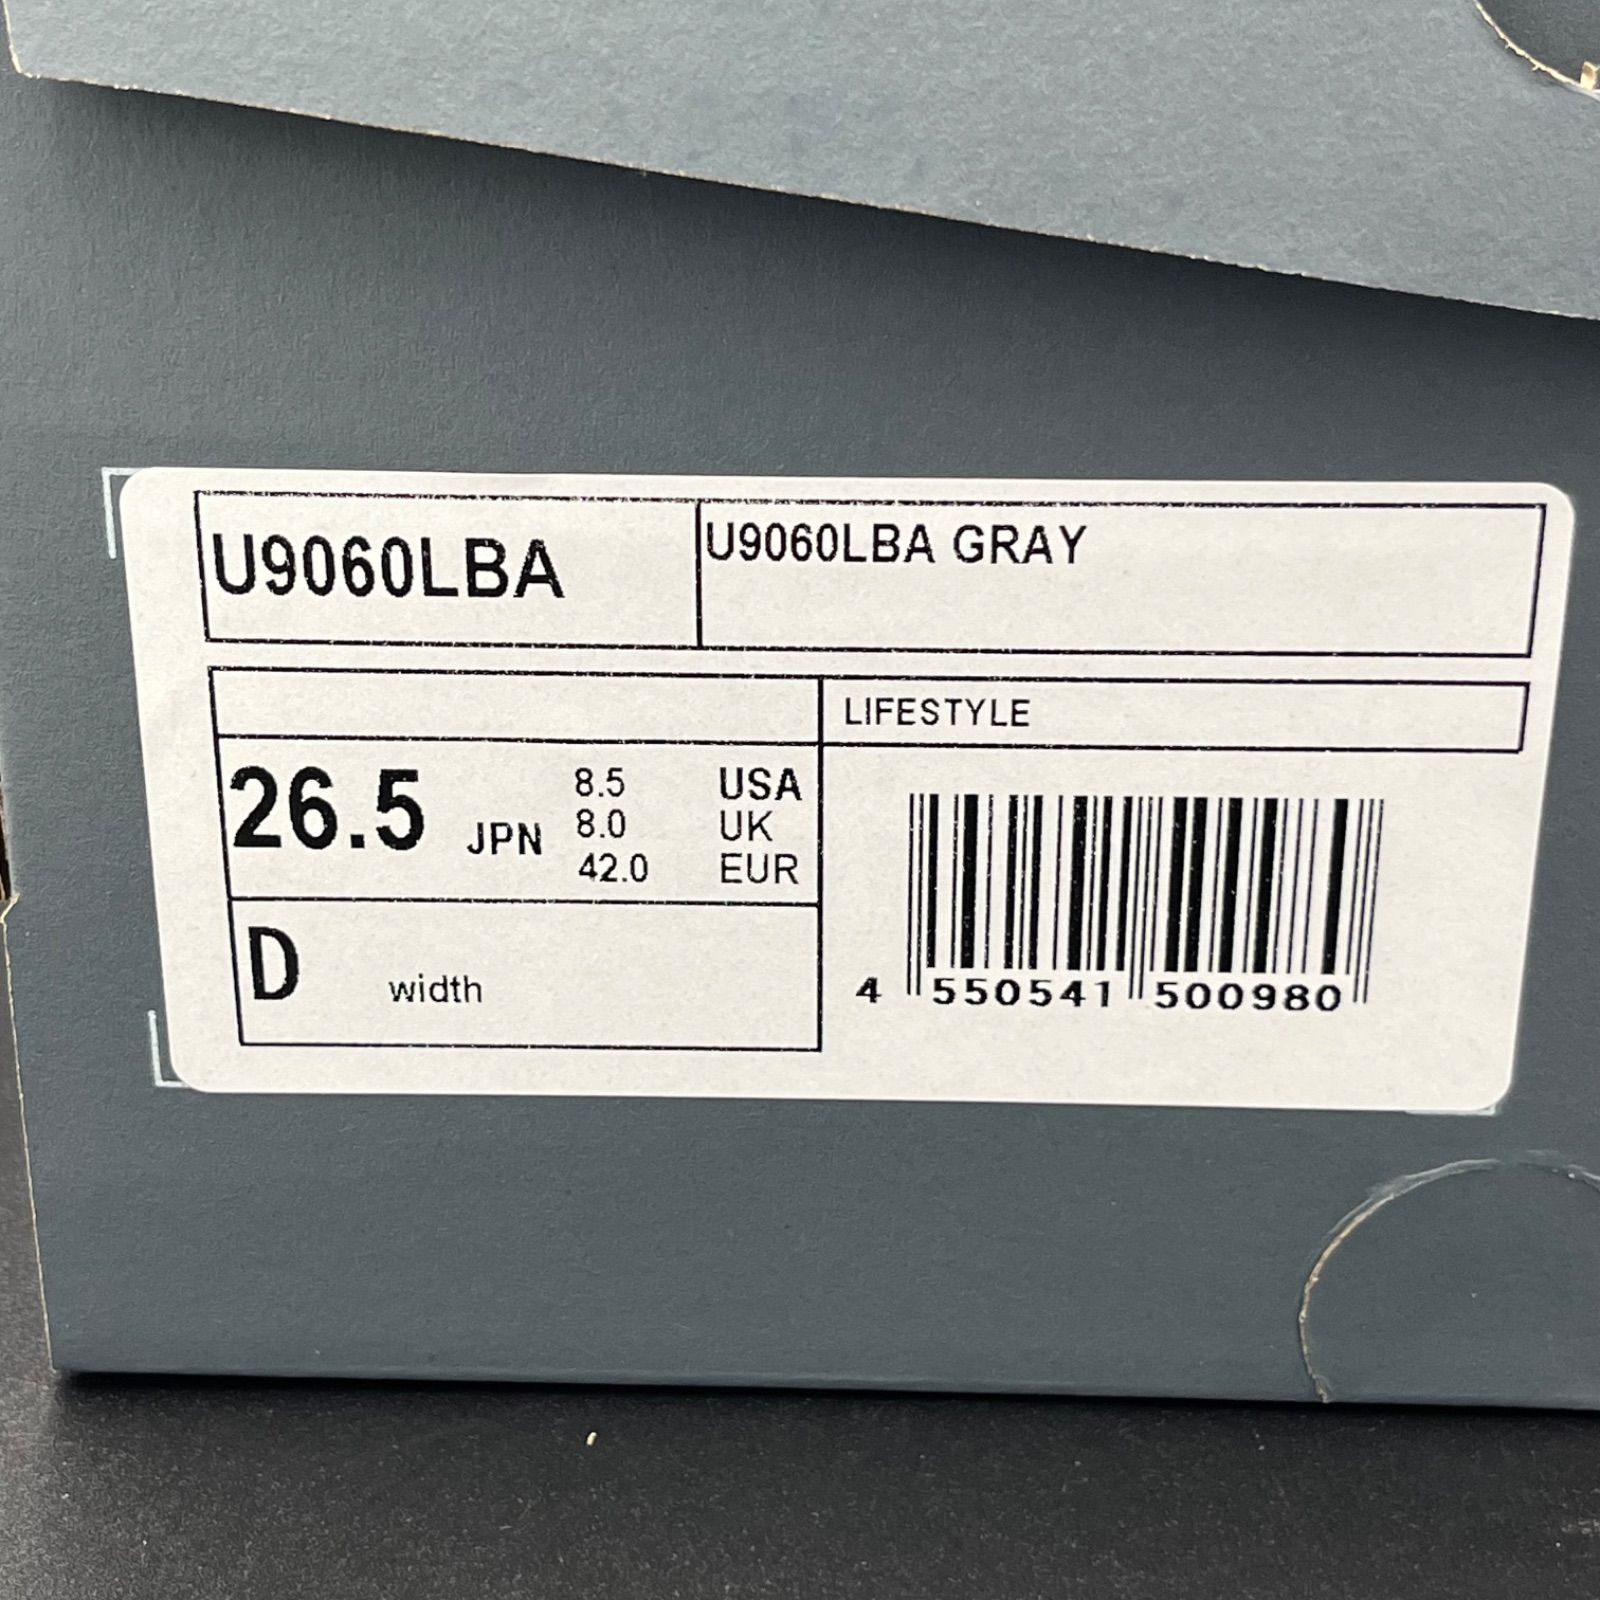 U9060LBA
U9060LBA GRAY
LIFESTYLE
26.5 JPN
8.5 USA
8.0 UK
42.0 EUR
D width
4 550541 500980